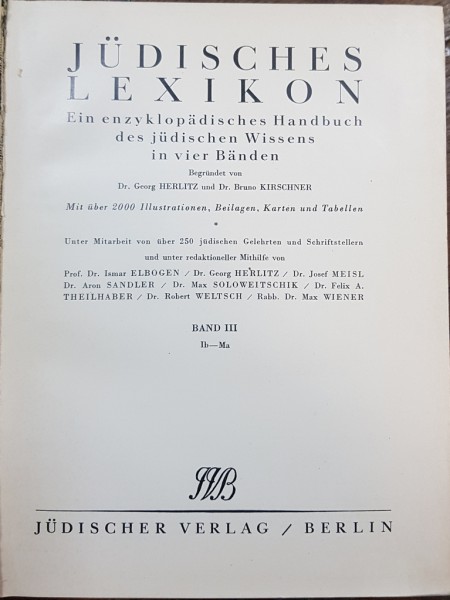 JÜDISCHES
LEXIKON
Ein enzyklopädisches Handbuch
des jüdischen Wissens
in vier Bänden
Begründet von
Dr. Georg HERLITZ und Dr. Bruno KIRSCHNER
Mit über 2000 Illustrationen, Beilagen, Karten und Tabellen
*
Unter Mitarbeit von über 250 jüdischen Gelehrten und Schriftstellern
und unter redaktioneller Mithilfe von
Prof. Dr. Ismar ELBOGEN / Dr. Georg HERLITZ / Dr. Josef MEISL
Dr. Aron SANDLER / Dr. Max SOLOWEITSCHIK / Dr. Felix A.
THEILHABER / Dr. Robert WELTSCH / Rabb. Dr. Max WIENER
BAND III
Ib—Ma
JVB
JÜDISCHER VERLAG / BERLIN